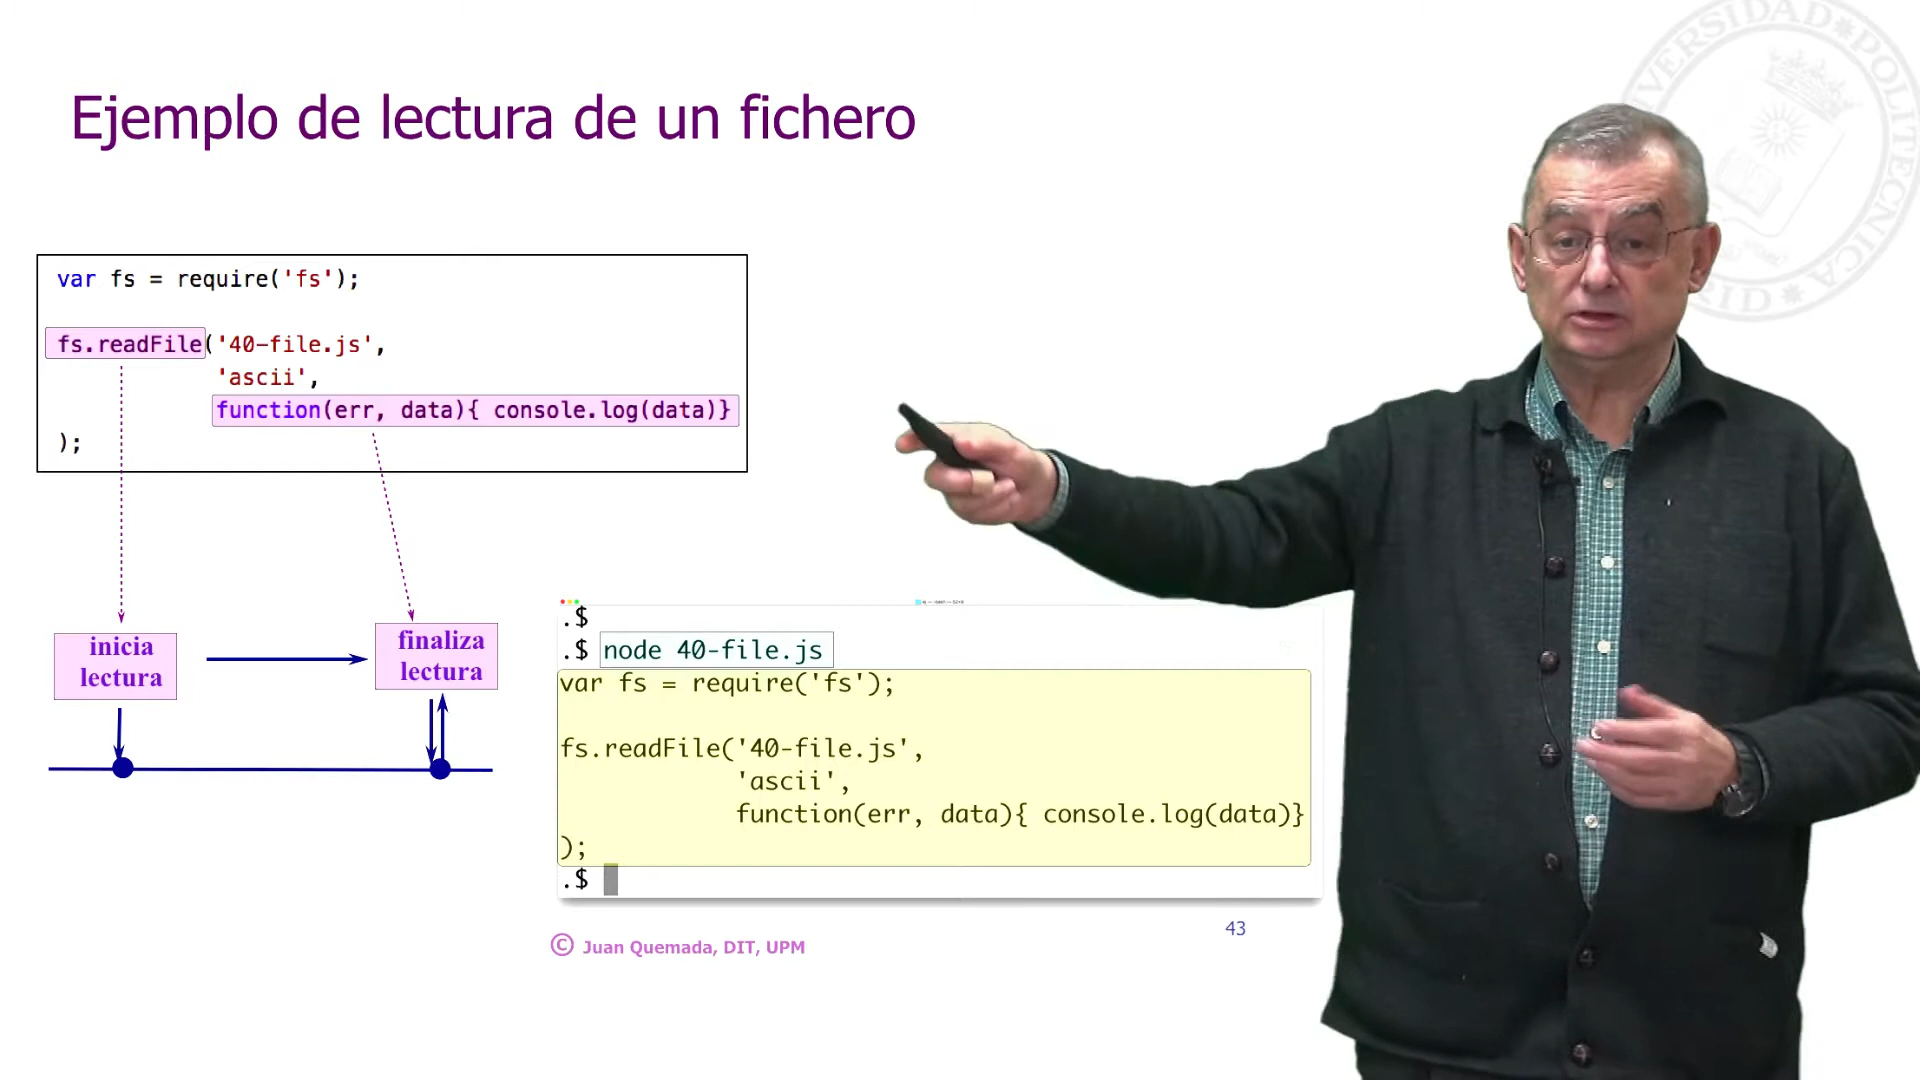 Ejemplo de lectura de un fichero
var fs = require('fs');
fs.readFile('40-file.js',
'ascii',
function(err, data){ console.log(data)}
);
inicia
lectura
finaliza
lectura
.$
.$ node 40-file.js
var fs = require('fs');
fs.readFile('40-file.js',
'ascii',
function(err, data){ console.log(data)}
);
.$
43
© Juan Quemada, DIT, UPM